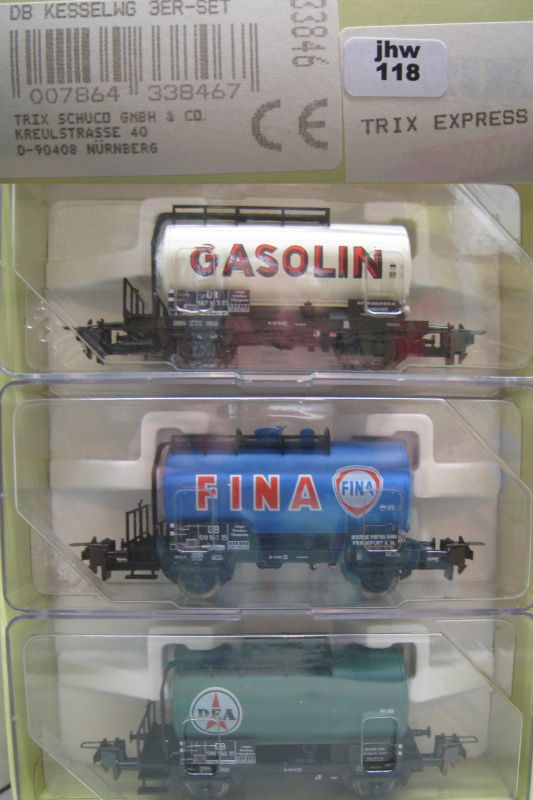 DB KESSELWG 3ER-SET
33846
007864 338467
TRIX SCHUCO GMBH & CO.
KREULSTRASSE 40
D-90408 NÜRNBERG
CE
jhw
118
TRIX EXPRESS
GASOLIN
DB
FINA
FINA
DB
FRANKFURT A. M.
DEA
DB